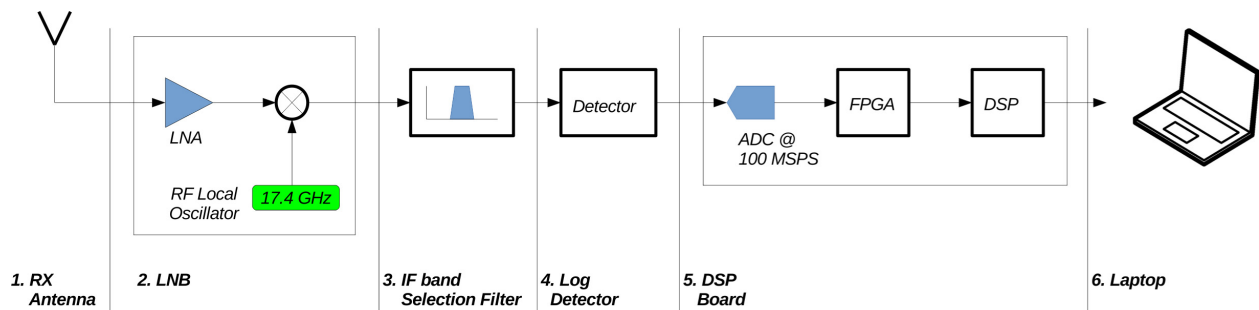 LNA
RF Local
Oscillator
17.4 GHz
Detector
ADC @
100 MSPS
FPGA
DSP
1. RX
Antenna
2. LNB
3. IF band
Selection Filter
4. Log
Detector
5. DSP
Board
6. Laptop